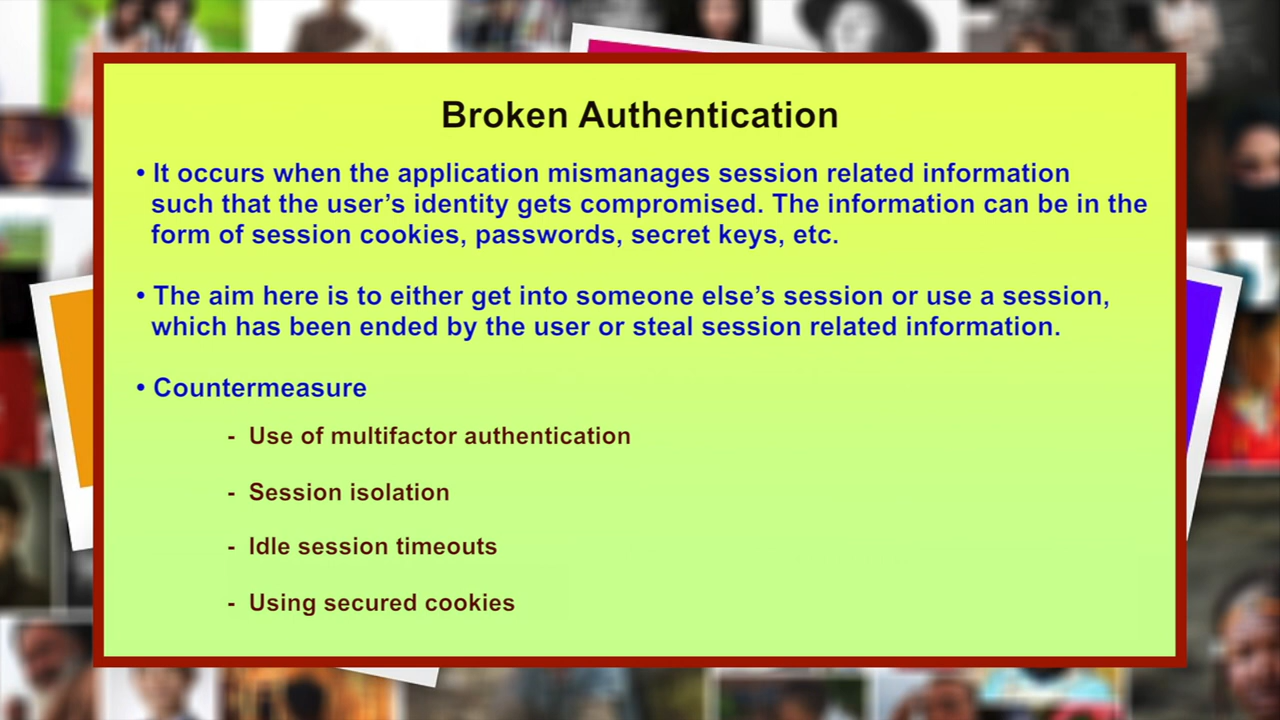 Broken Authentication
• It occurs when the application mismanages session related information
such that the user’s identity gets compromised. The information can be in the
form of session cookies, passwords, secret keys, etc.
• The aim here is to either get into someone else’s session or use a session,
which has been ended by the user or steal session related information.
• Countermeasure
- Use of multifactor authentication
- Session isolation
- Idle session timeouts
- Using secured cookies